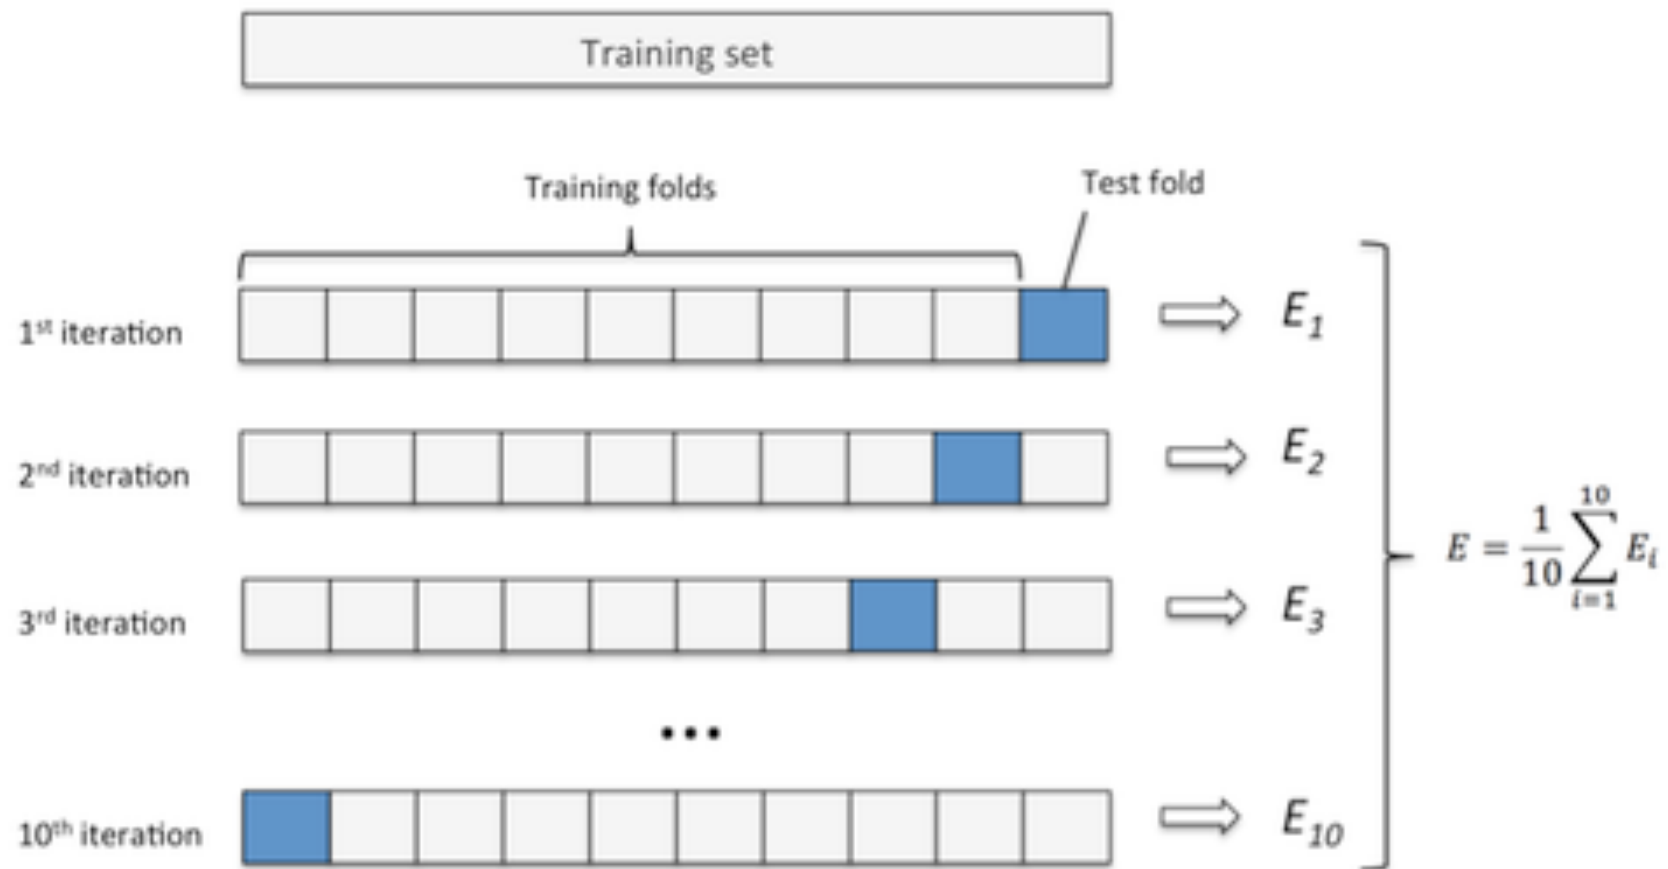 Training set
Training folds
Test fold
1st iteration
E1
2nd iteration
E2
3rd iteration
E3
E = 1/10 ∑_{i=1}^{10} Ei
...
10th iteration
E10